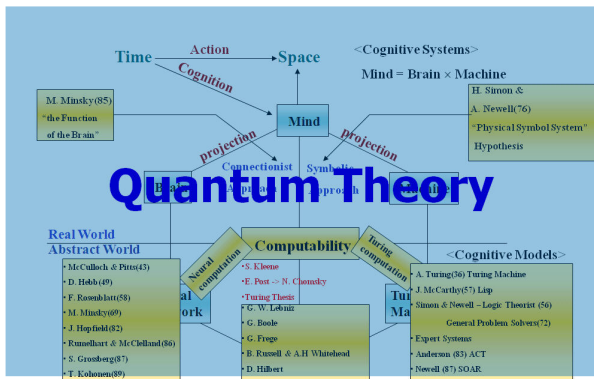 Time
Action
Space
Cognition
<Cognitive Systems>
Mind = Brain × Machine
M. Minsky(85)
"the Function
of the Brain"
H. Simon &
A. Newell(76)
"Physical Symbol System"
Hypothesis
Mind
projection
projection
Connectionist
Symbolic
Approach
Brain
Quantum Theory
Real World
Abstract World
Neural computation
Computability
Turing computation
<Cognitive Models>
• McCulloch & Pitts(43)
• D. Hebb (49)
• F. Rosenblatt(58)
• M. Minsky(69)
• J. Hopfield(82)
• Rumelhart & McClelland(86)
• S. Grossberg(87)
• T. Kohonen(89)
• S. Kleene
• E. Post -> N. Chomsky
• Turing Thesis
• G. W. Lebniz
• G. Boole
• G. Frege
• B. Russell & A.H Whitehead
• D. Hilbert
• A. Turing(36) Turing Machine
• J. McCarthy(57) Lisp
• Simon & Newell – Logic Theorist (56)
General Problem Solvers(72)
• Expert Systems
• Anderson (83) ACT
• Newell (87) SOAR